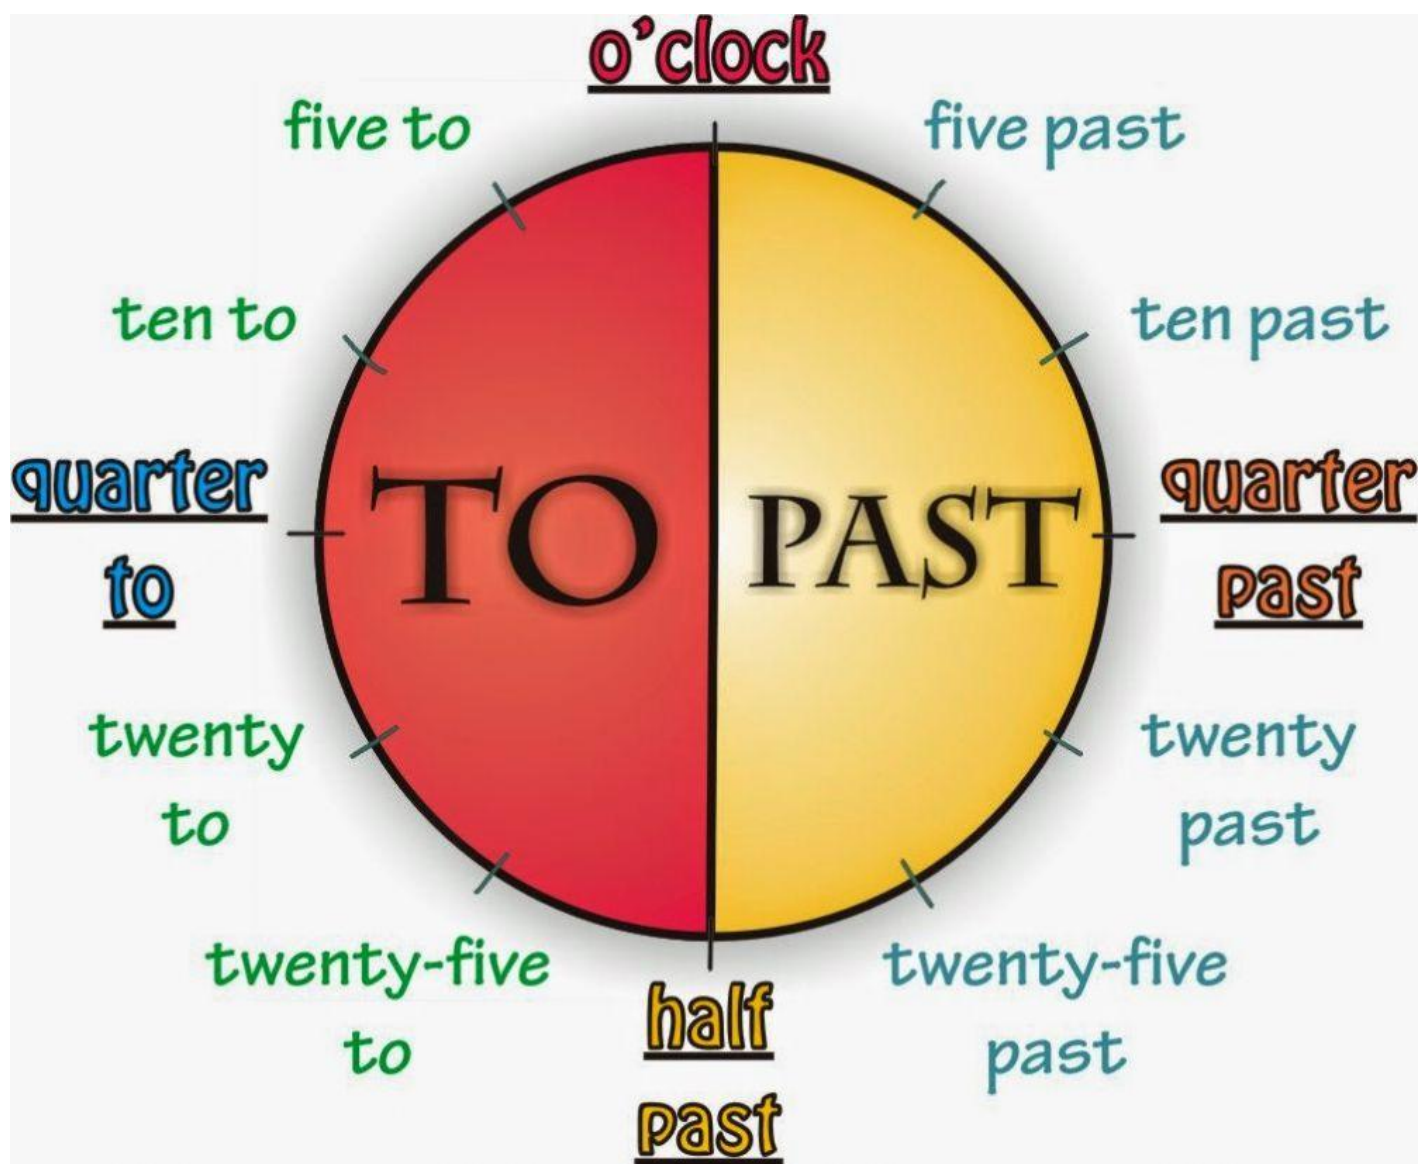 o'clock
five to
five past
ten to
ten past
quarter
to
TO
PAST
quarter
past
twenty
to
twenty
past
twenty-five
to
half
past
twenty-five
past